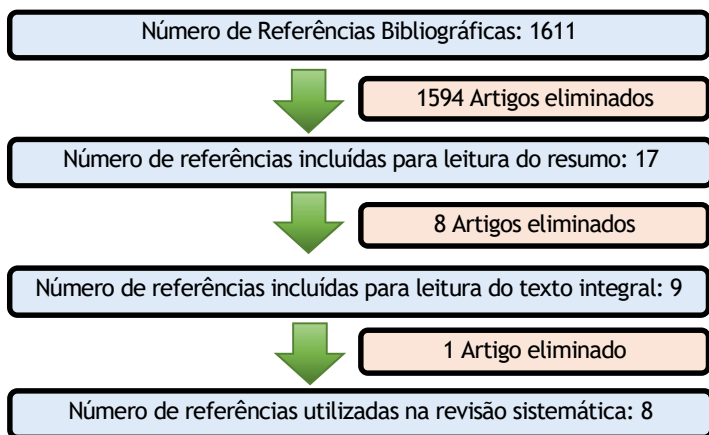 Número de Referências Bibliográficas: 1611
1594 Artigos eliminados
Número de referências incluídas para leitura do resumo: 17
8 Artigos eliminados
Número de referências incluídas para leitura do texto integral: 9
1 Artigo eliminado
Número de referências utilizadas na revisão sistemática: 8